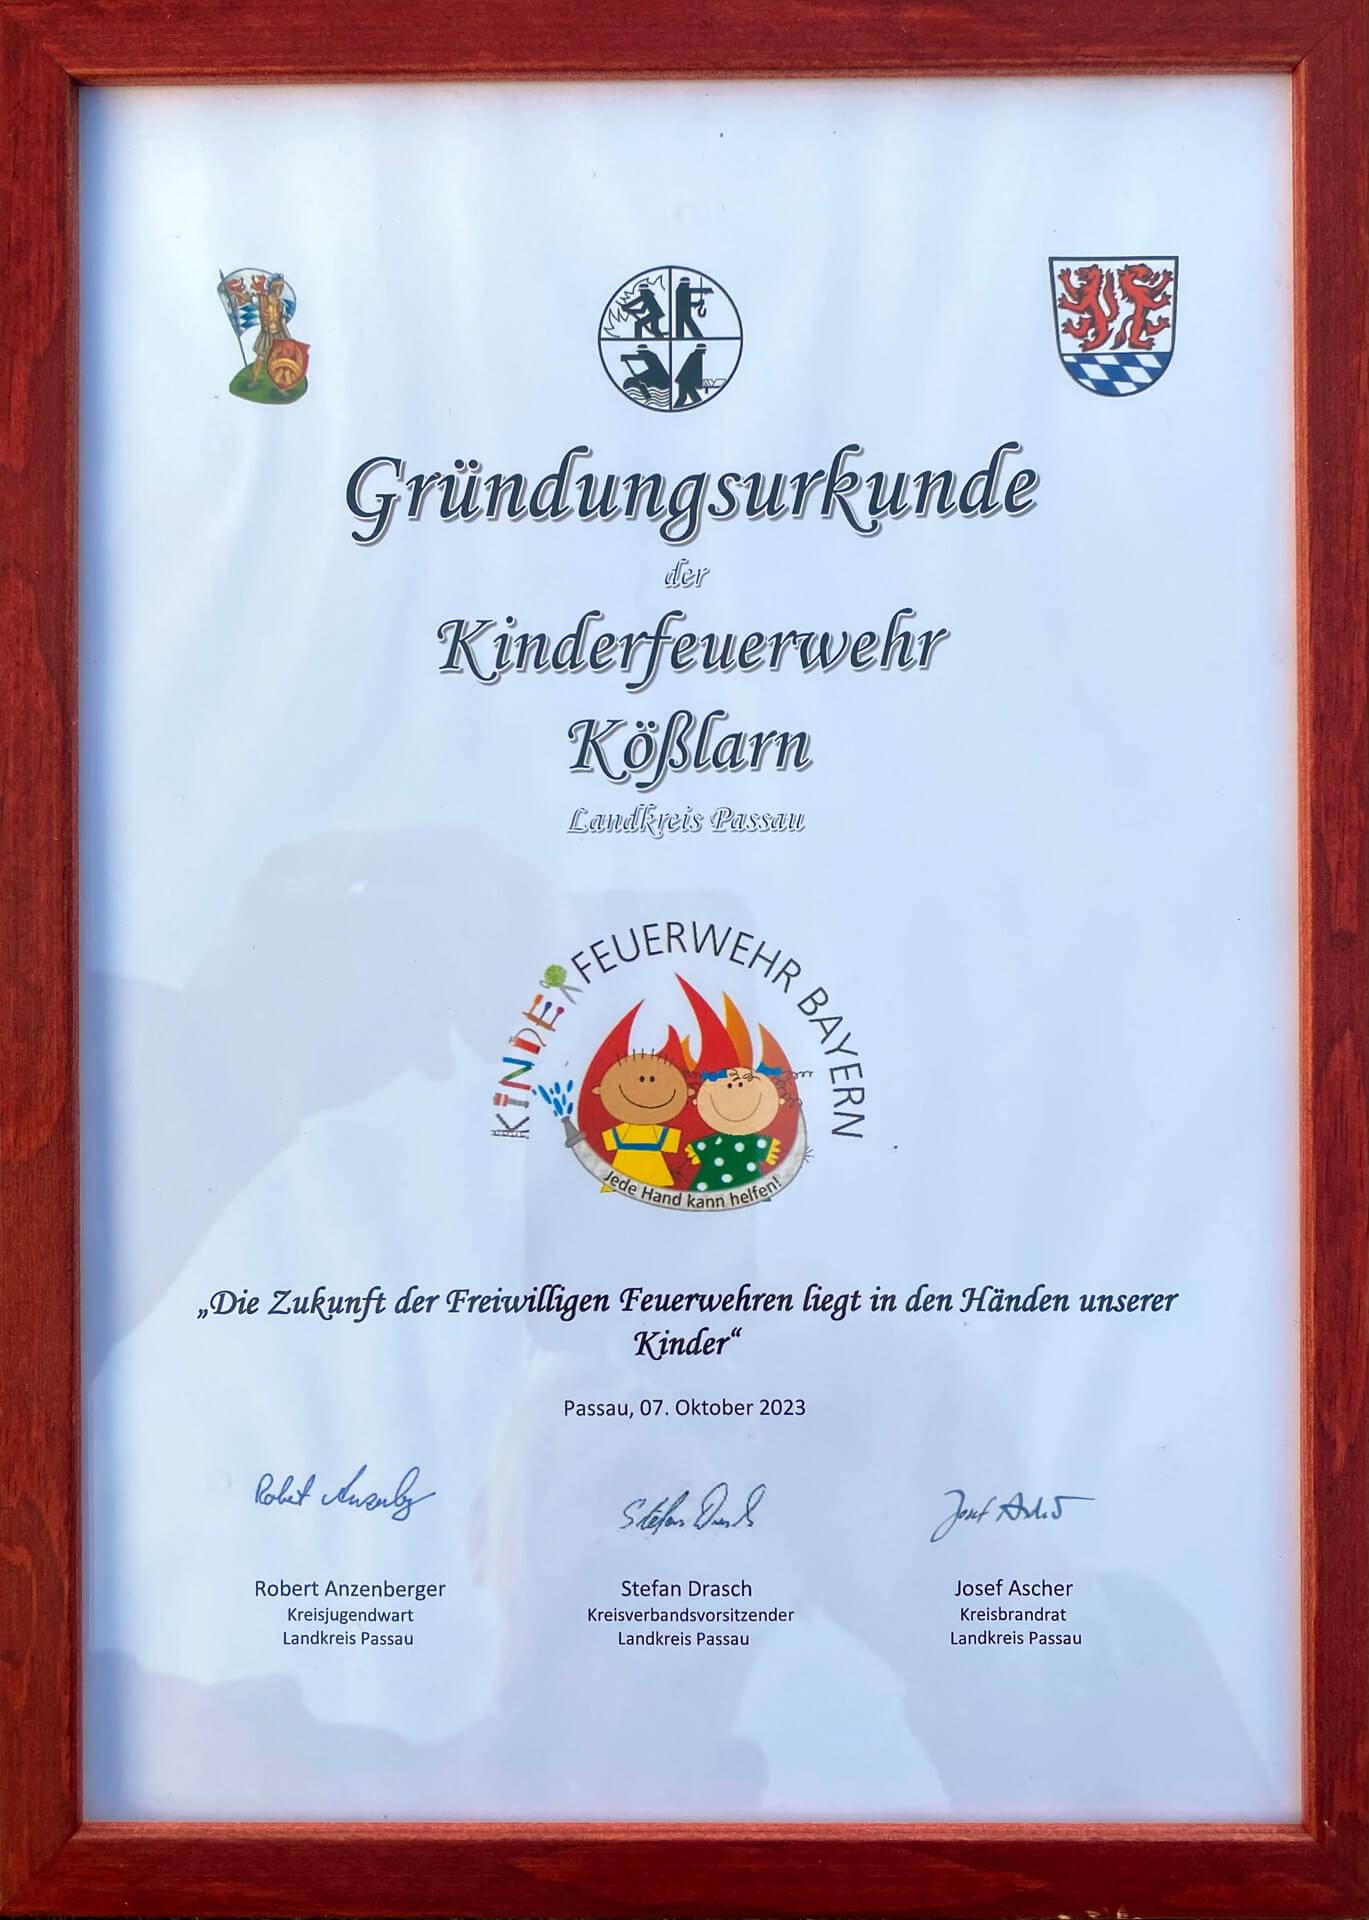 Gründungsurkunde
der
Kinderfeuerwehr
Kößlarn
Landkreis Passau
KINDERFEUERWEHR BAYERN
Jede Hand kann helfen!
„Die Zukunft der Freiwilligen Feuerwehren liegt in den Händen unserer
Kinder“
Passau, 07. Oktober 2023
Robert Anzenberger
Kreisjugendwart
Landkreis Passau
Stefan Drasch
Kreisverbandsvorsitzender
Landkreis Passau
Josef Ascher
Kreisbrandrat
Landkreis Passau